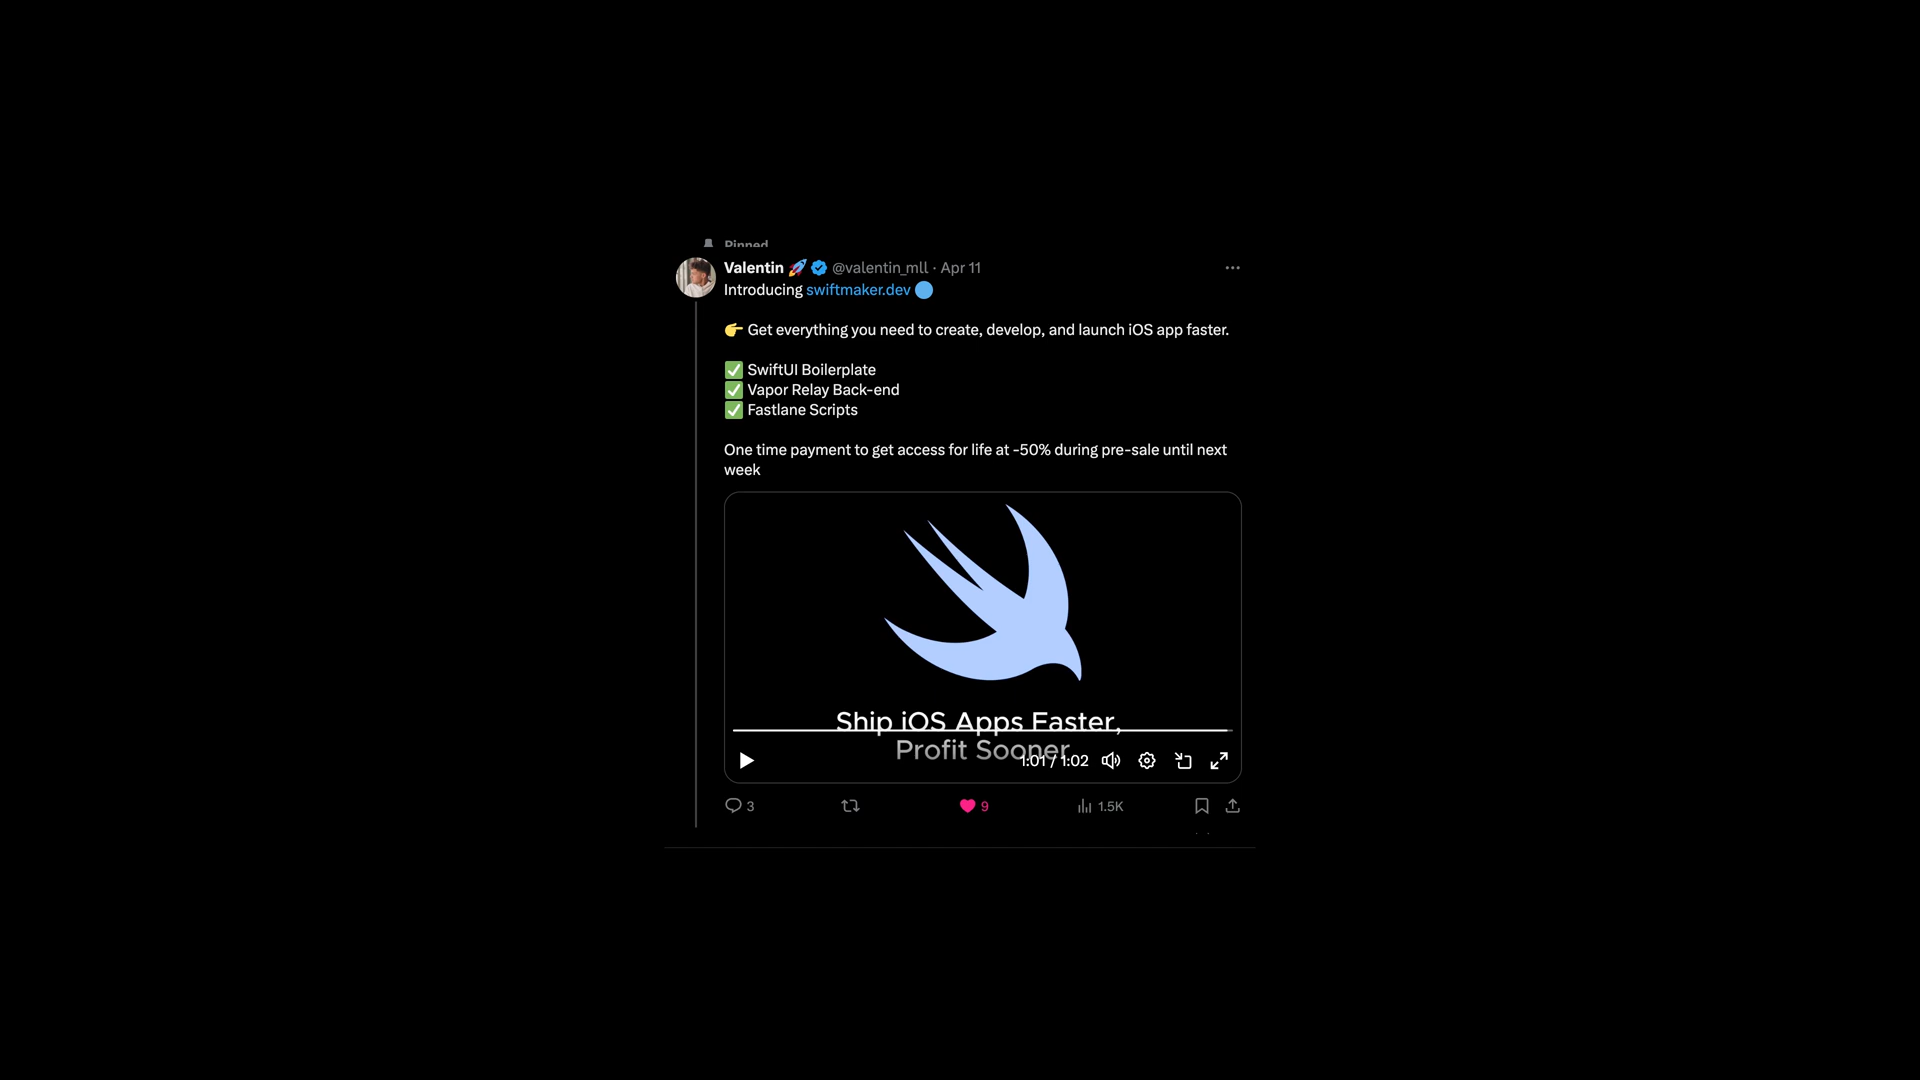 Pinned
Valentin 🚀 @valentin_mll · Apr 11
Introducing swiftmaker.dev 🔵
👉 Get everything you need to create, develop, and launch iOS app faster.
✅ SwiftUI Boilerplate
✅ Vapor Relay Back-end
✅ Fastlane Scripts
One time payment to get access for life at -50% during pre-sale until next
week
Ship iOS Apps Faster,
Profit Sooner
1:01 / 1:02
3 9 1.5K